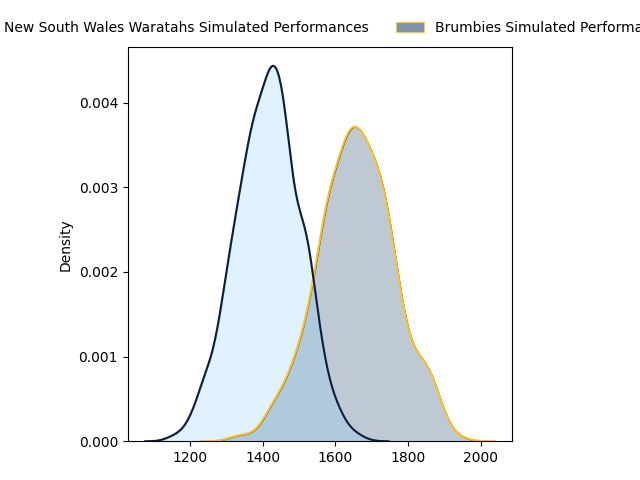 New South Wales Waratahs Simulated Performances Brumbies Simulated Performa
0.004
0.003
0.002
0.001
0.000
Density
1200 1400 1600 1800 2000